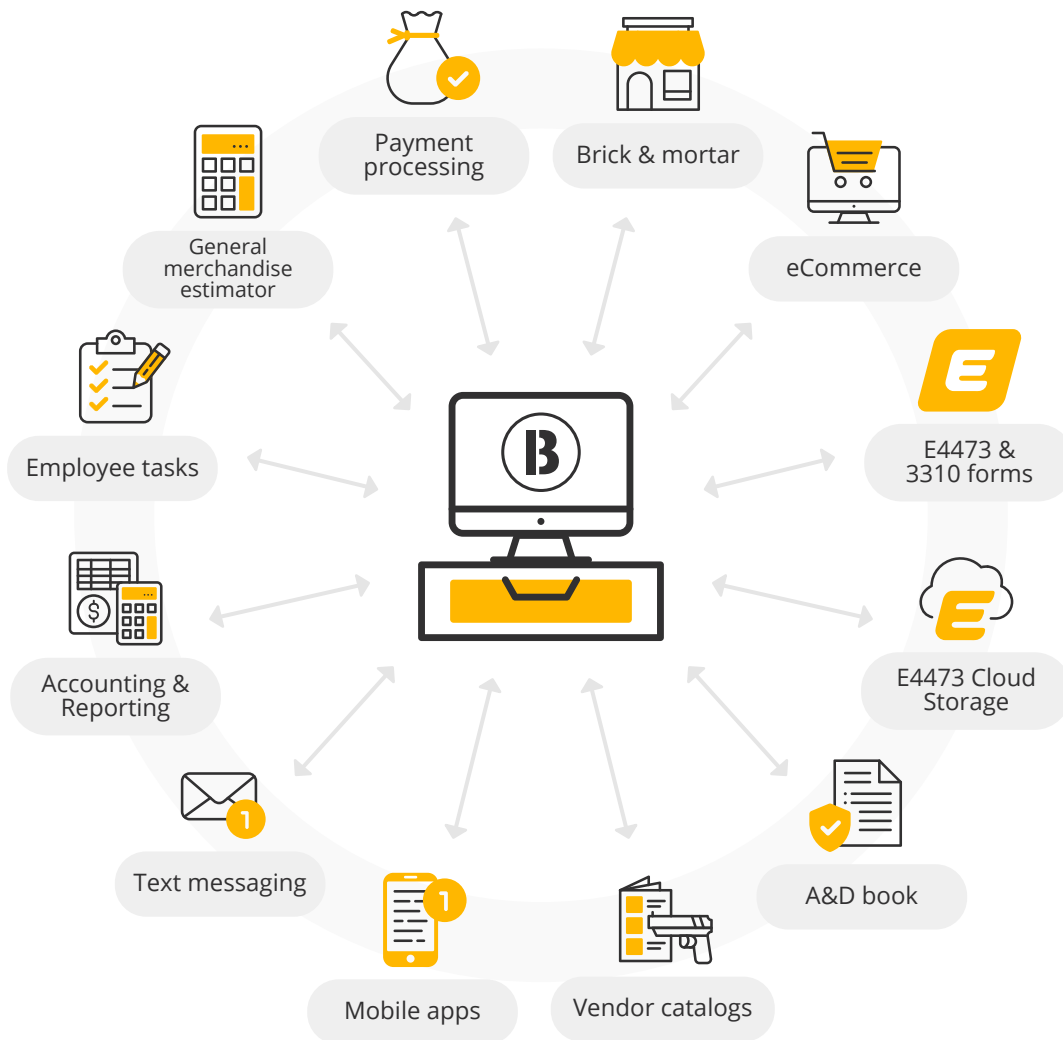 Payment
processing
Brick & mortar
eCommerce
General
merchandise
estimator
E
E4473 &
3310 forms
Employee tasks
B
E
E4473 Cloud
Storage
$
Accounting &
Reporting
A&D book
1
Text messaging
1
Mobile apps
Vendor catalogs